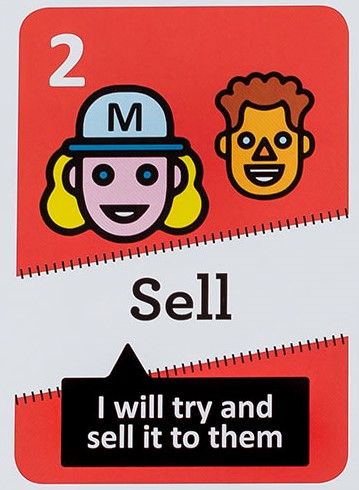 2
M
Sell
I will try and
sell it to them